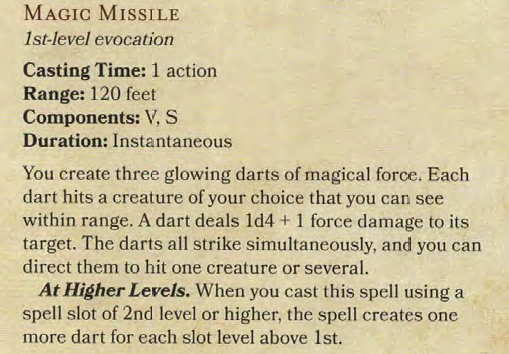 MAGIC MISSILE
1st-level evocation
Casting Time: 1 action
Range: 120 feet
Components: V, S
Duration: Instantaneous
You create three glowing darts of magical force. Each
dart hits a creature of your choice that you can see
within range. A dart deals 1d4 + 1 force damage to its
target. The darts all strike simultaneously, and you can
direct them to hit one creature or several.
At Higher Levels. When you cast this spell using a
spell slot of 2nd level or higher, the spell creates one
more dart for each slot level above 1st.